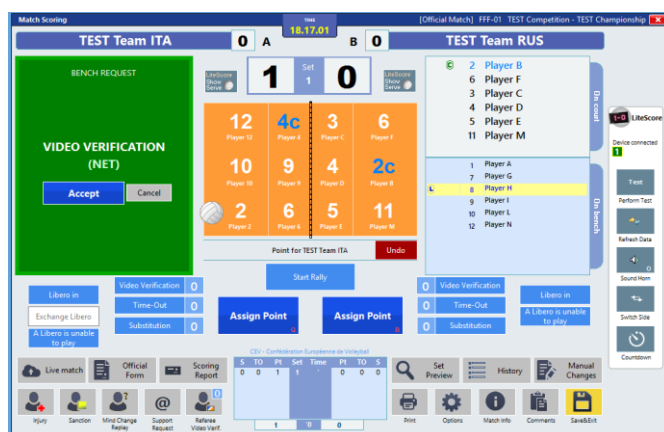 Match Scoring
TIME
18.17.01
[Official Match] FFF-01 TEST Competition - TEST Championship
TEST Team ITA
0 A
B 0
TEST Team RUS
BENCH REQUEST
VIDEO VERIFICATION
(NET)
Accept
Cancel
LiteScore
Show
Serve
1
Set
1
0
LiteScore
Show
Serve
12
Player 12
4c
Player 4
3
Player C
6
Player F
10
Player 10
9
Player 9
4
Player D
2c
Player B
2
Player 2
6
Player 6
5
Player E
11
Player M
Point for TEST Team ITA
Undo
Start Rally
Assign Point
Assign Point
C 2 Player B
6 Player F
3 Player C
4 Player D
5 Player E
11 Player M
On court
1 Player A
7 Player G
L 8 Player H
9 Player I
10 Player L
12 Player N
On bench
1-0 LiteScore
Device connected
1
Test
Perform Test
Refresh Data
0
Sound Horn
Switch Side
Countdown
Libero in
Exchange Libero
A Libero is unable
to play
Video Verification 0
Time-Out 0
Substitution 0
0 Video Verification
0 Time-Out
0 Substitution
Libero in
A Libero is unable
to play
CEV - Confédération Européenne de Volleyball
S TO Pt Set Time Pt TO S
0 0 1 1 ' 0 0 0
1 '0 0
Live match
Official
Form
Scoring
Report
Set
Preview
History
Manual
Changes
Injury
Sanction
Mind Change
Replay
@
Support
Request
0
Referee
Video Verif.
Print
Options
Match Info
Comments
Save&Exit